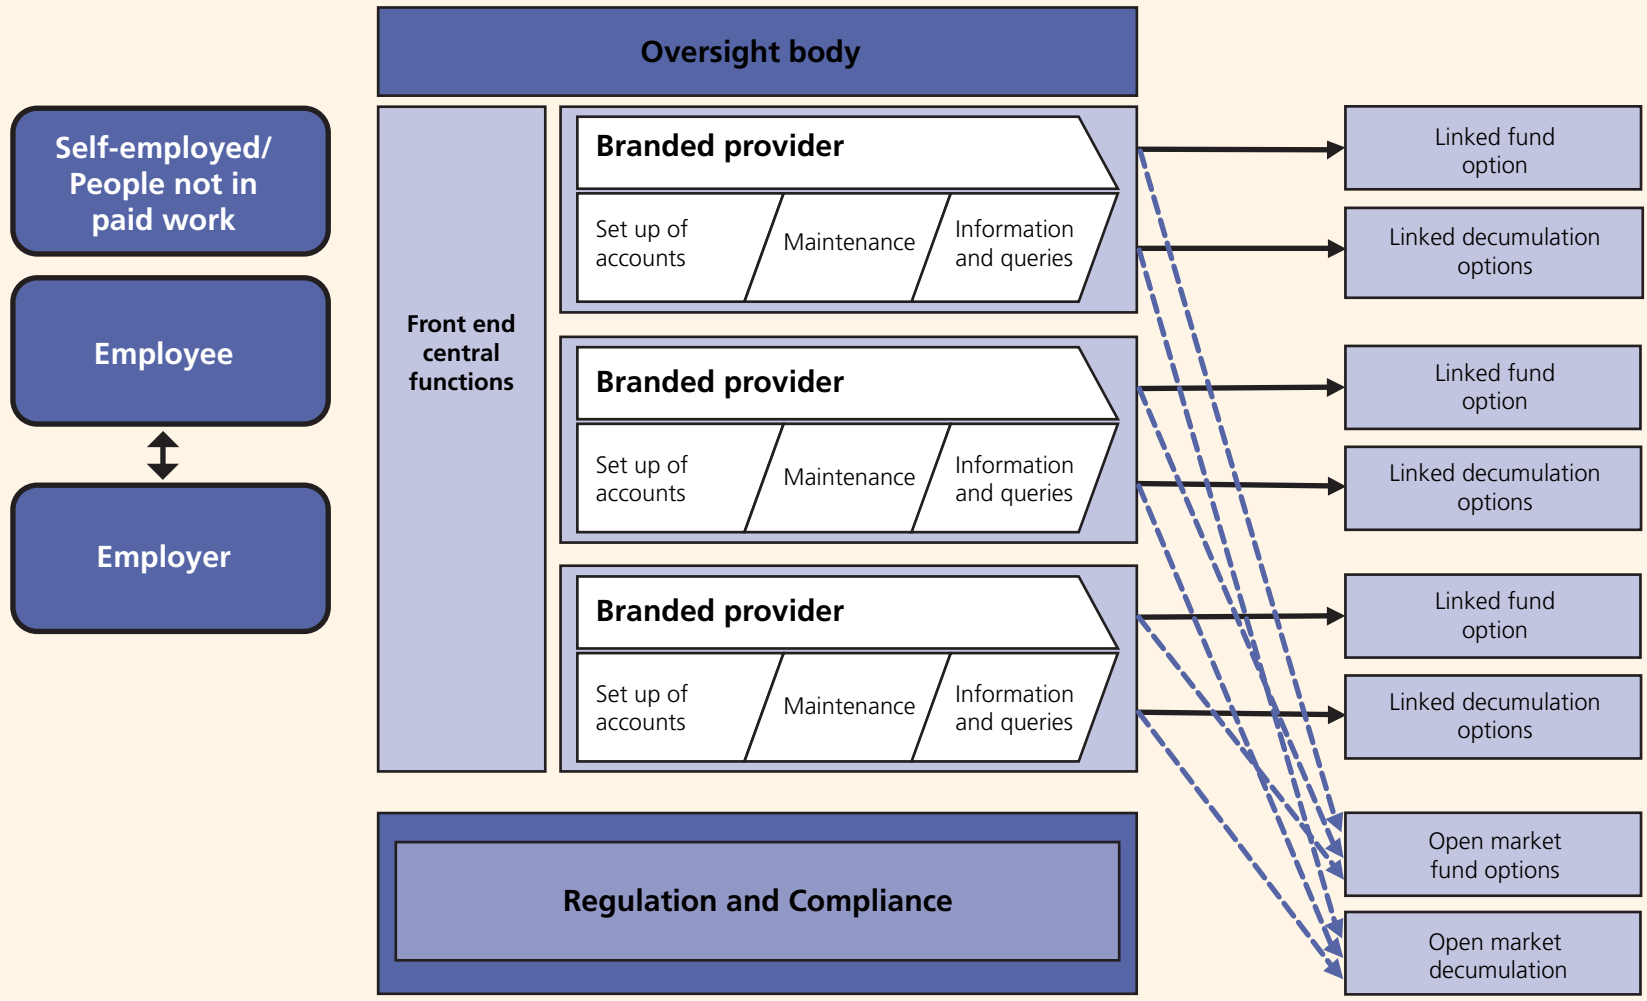 Oversight body
Self-employed/
People not in
paid work
Employee
Employer
Front end
central
functions
Branded provider
Set up of
accounts
Maintenance
Information
and queries
Linked fund
option
Linked decumulation
options
Branded provider
Set up of
accounts
Maintenance
Information
and queries
Linked fund
option
Linked decumulation
options
Branded provider
Set up of
accounts
Maintenance
Information
and queries
Linked fund
option
Linked decumulation
options
Regulation and Compliance
Open market
fund options
Open market
decumulation